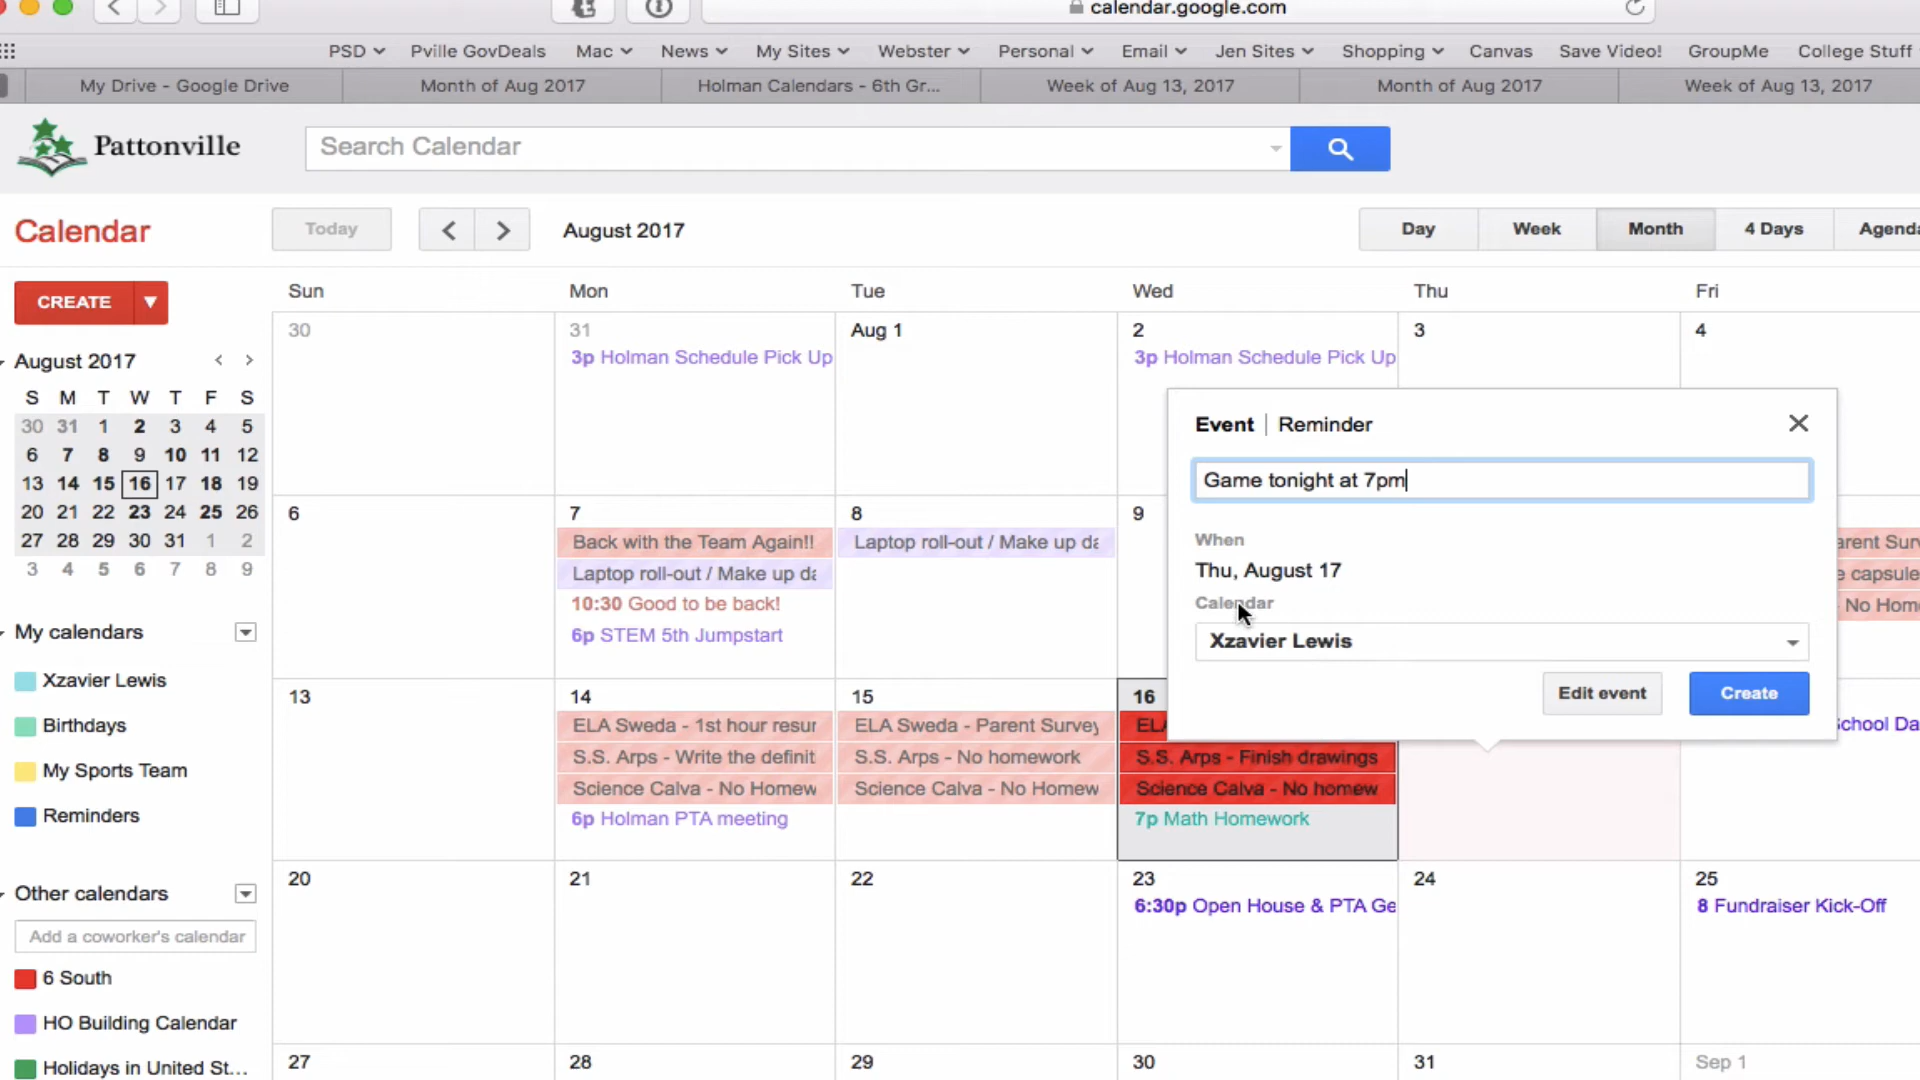 calendar.google.com
PSD Pville GovDeals Mac News My Sites Webster Personal Email Jen Sites Shopping Canvas Save Video! GroupMe College Stuff
My Drive - Google Drive Month of Aug 2017 Holman Calendars - 6th Gr... Week of Aug 13, 2017 Month of Aug 2017 Week of Aug 13, 2017
Pattonville
Search Calendar
Calendar
Today
August 2017
Day Week Month 4 Days Agenda
CREATE
August 2017
S M T W T F S
30 31 1 2 3 4 5
6 7 8 9 10 11 12
13 14 15 16 17 18 19
20 21 22 23 24 25 26
27 28 29 30 31 1 2
3 4 5 6 7 8 9
My calendars
Xzavier Lewis
Birthdays
My Sports Team
Reminders
Other calendars
Add a coworker's calendar
6 South
HO Building Calendar
Holidays in United St...
Sun Mon Tue Wed Thu Fri
30 31 Aug 1 2 3 4
3p Holman Schedule Pick Up
3p Holman Schedule Pick Up
6 7 8 9
Back with the Team Again!!
Laptop roll-out / Make up da
10:30 Good to be back!
6p STEM 5th Jumpstart
Laptop roll-out / Make up da
arent Surv
e capsule
- No Home
Event | Reminder
Game tonight at 7pm
When
Thu, August 17
Calendar
Xzavier Lewis
Edit event Create
13 14 15 16
ELA Sweda - 1st hour resur
S.S. Arps - Write the definit
Science Calva - No Homew
6p Holman PTA meeting
ELA Sweda - Parent Survey
S.S. Arps - No homework
Science Calva - No Homew
ELA
S.S. Arps - Finish drawings
Science Calva - No homew
7p Math Homework
School Da
20 21 22 23 24 25
6:30p Open House & PTA Ge
8 Fundraiser Kick-Off
27 28 29 30 31 Sep 1